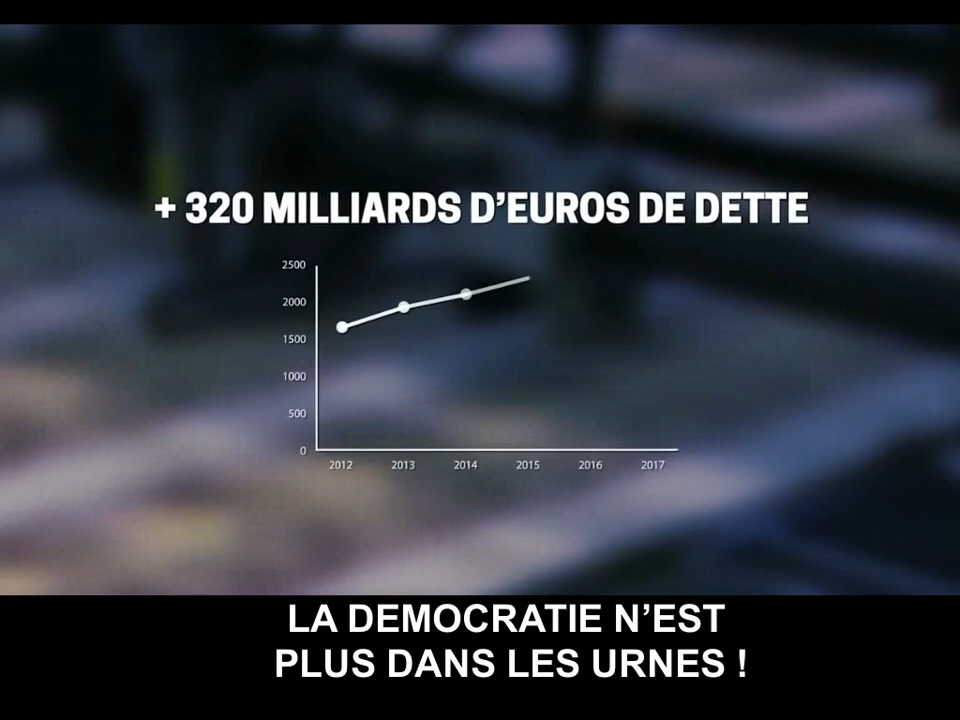 + 320 MILLIARDS D’EUROS DE DETTE
2500
2000
1500
1000
500
0
2012 2013 2014 2015 2016 2017
LA DEMOCRATIE N’EST
PLUS DANS LES URNES !